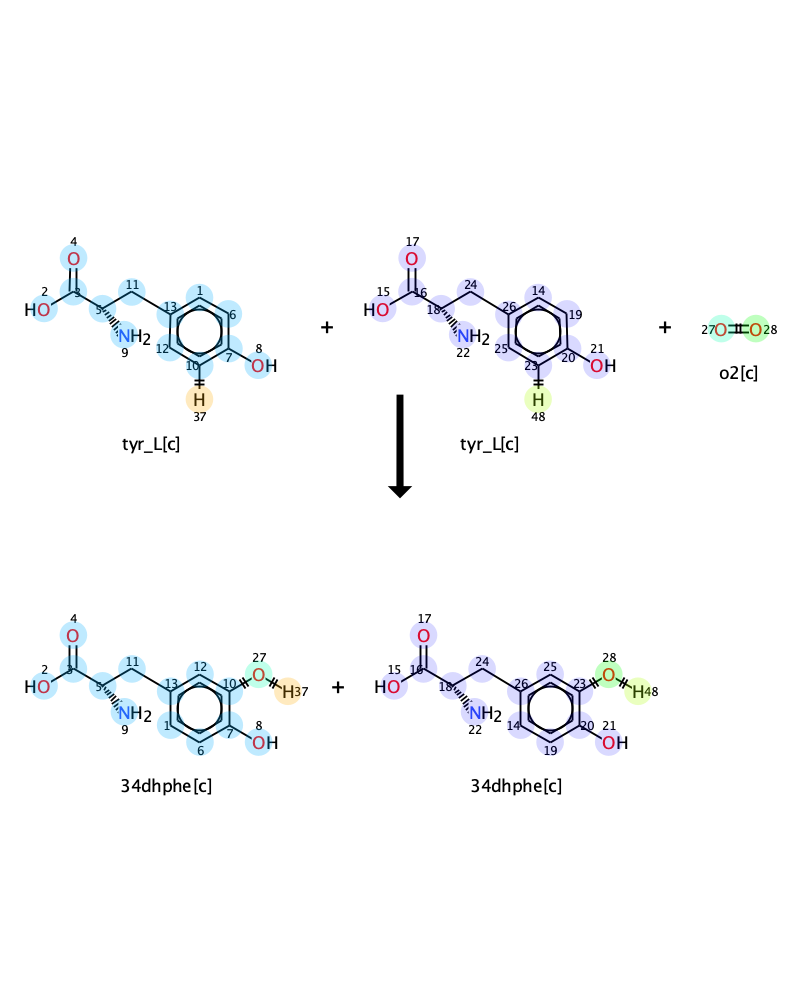 4 17
O O
2 3 11 1 15 16 24 14
HO 5 13 6 HO 18 26 19 27 O O 28
NH2 12 7 8 NH2 25 20 21
9 10 OH 22 23 OH o2[c]
+ +
H H
37 48
tyr_L[c] tyr_L[c]
4 27 17 28
O 12 O O 25 O
2 3 11 13 10 H37 15 16 24 26 23 H48
HO 5 HO 18
NH2 1 7 8 NH2 14 20 21
9 6 OH 22 19 OH
+
34dhphe[c] 34dhphe[c]